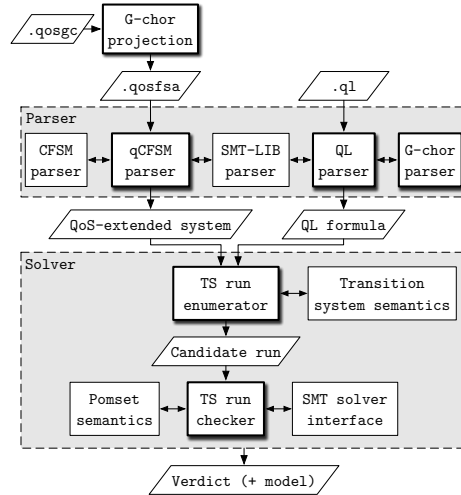 .qosgc
G-chor
projection
.qosfsa
.ql
Parser
CFSM
parser
qCFSM
parser
SMT-LIB
parser
QL
parser
G-chor
parser
QoS-extended system
QL formula
Solver
TS run
enumerator
Transition
system semantics
Candidate run
Pomset
semantics
TS run
checker
SMT solver
interface
Verdict (+ model)